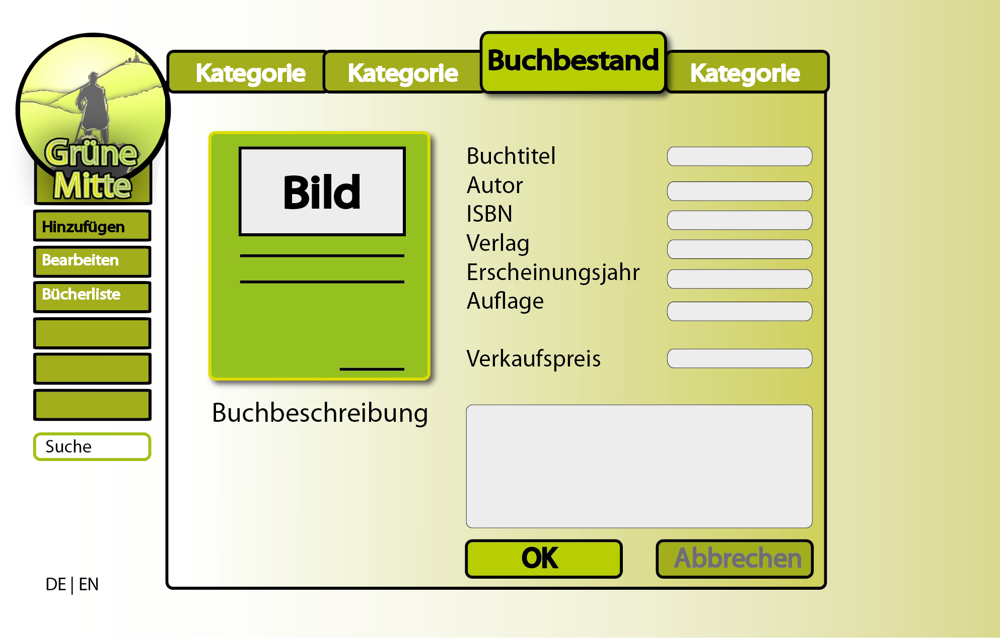 Kategorie
Kategorie
Buchbestand
Kategorie
Grüne
Mitte
Hinzufügen
Bearbeiten
Bücherliste
Suche
DE | EN
Bild
Buchtitel
Autor
ISBN
Verlag
Erscheinungsjahr
Auflage
Verkaufspreis
Buchbeschreibung
OK
Abbrechen